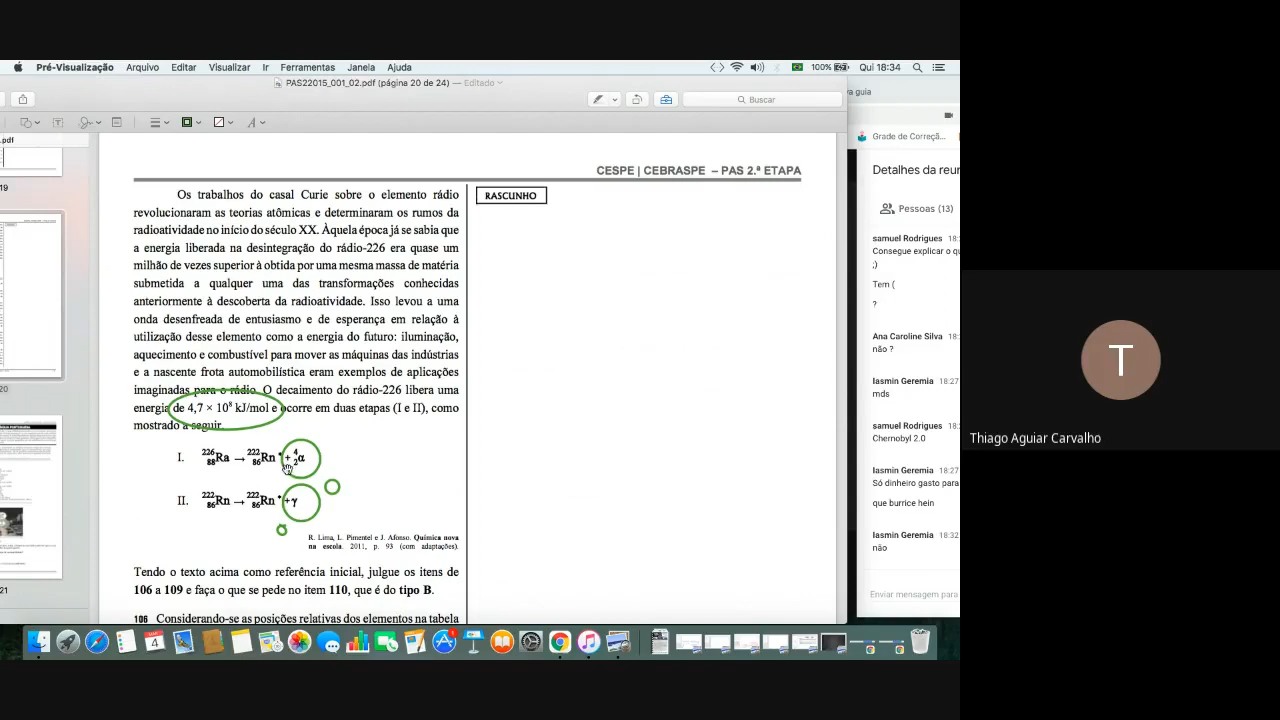 Pré-Visualização Arquivo Editar Visualizar Ir Ferramentas Janela Ajuda 100% Qui 18:34
PAS22015_001_02.pdf (página 20 de 24) — Editado
va guia
Buscar
.pdf
Grade de Correçã...
CESPE | CEBRASPE – PAS 2.ª ETAPA
Detalhes da reur
19
Os trabalhos do casal Curie sobre o elemento rádio
revolucionaram as teorias atômicas e determinaram os rumos da
radioatividade no início do século XX. Àquela época já se sabia que
a energia liberada na desintegração do rádio-226 era quase um
milhão de vezes superior à obtida por uma mesma massa de matéria
submetida a qualquer uma das transformações conhecidas
anteriormente à descoberta da radioatividade. Isso levou a uma
onda desenfreada de entusiasmo e de esperança em relação à
utilização desse elemento como a energia do futuro: iluminação,
aquecimento e combustível para mover as máquinas das indústrias
e a nascente frota automobilística eram exemplos de aplicações
imaginadas para o rádio. O decaimento do rádio-226 libera uma
energia de 4,7 × 10⁸ kJ/mol e ocorre em duas etapas (I e II), como
mostrado a seguir.
I. ²²⁶₈₈Ra → ²²²₈₆Rn* + ⁴₂α
II. ²²²₈₆Rn → ²²²₈₆Rn* + γ
R. Lima, L. Pimentel e J. Afonso. Química nova
na escola. 2011, p. 93 (com adaptações).
Tendo o texto acima como referência inicial, julgue os itens de
106 a 109 e faça o que se pede no item 110, que é do tipo B.
106 Considerando-se as posições relativas dos elementos na tabela
RASCUNHO
20
21
Pessoas (13)
samuel Rodrigues 18:
Consegue explicar o qu
;)
Tem (
?
Ana Caroline Silva 18:
não ?
Iasmin Geremia 18:27
mds
samuel Rodrigues 18:
Chernobyl 2.0
Iasmin Geremia 18:27
Só dinheiro gasto para
que burrice hein
Iasmin Geremia 18:32
não
Enviar mensagem para
T
Thiago Aguiar Carvalho